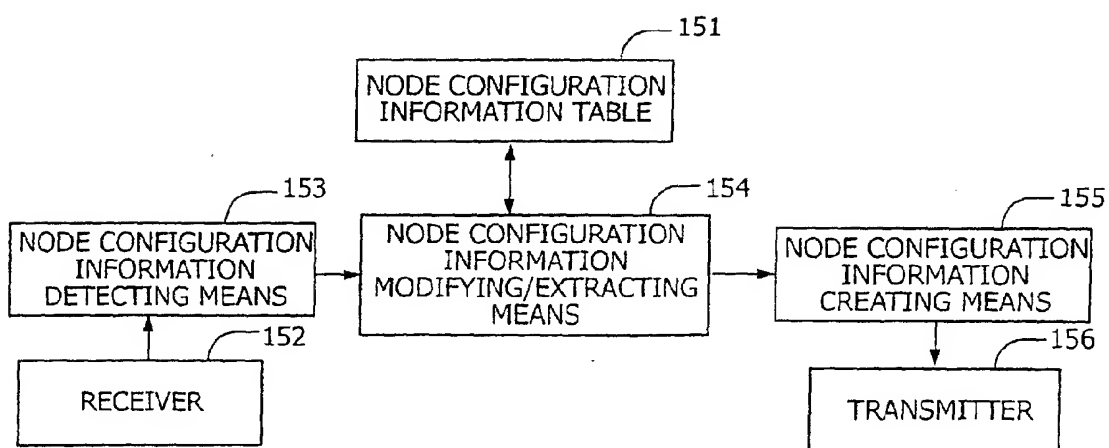 151
NODE CONFIGURATION
INFORMATION TABLE
153
NODE CONFIGURATION
INFORMATION
DETECTING MEANS
154
NODE CONFIGURATION
INFORMATION
MODIFYING/EXTRACTING
MEANS
155
NODE CONFIGURATION
INFORMATION
CREATING MEANS
152
RECEIVER
156
TRANSMITTER